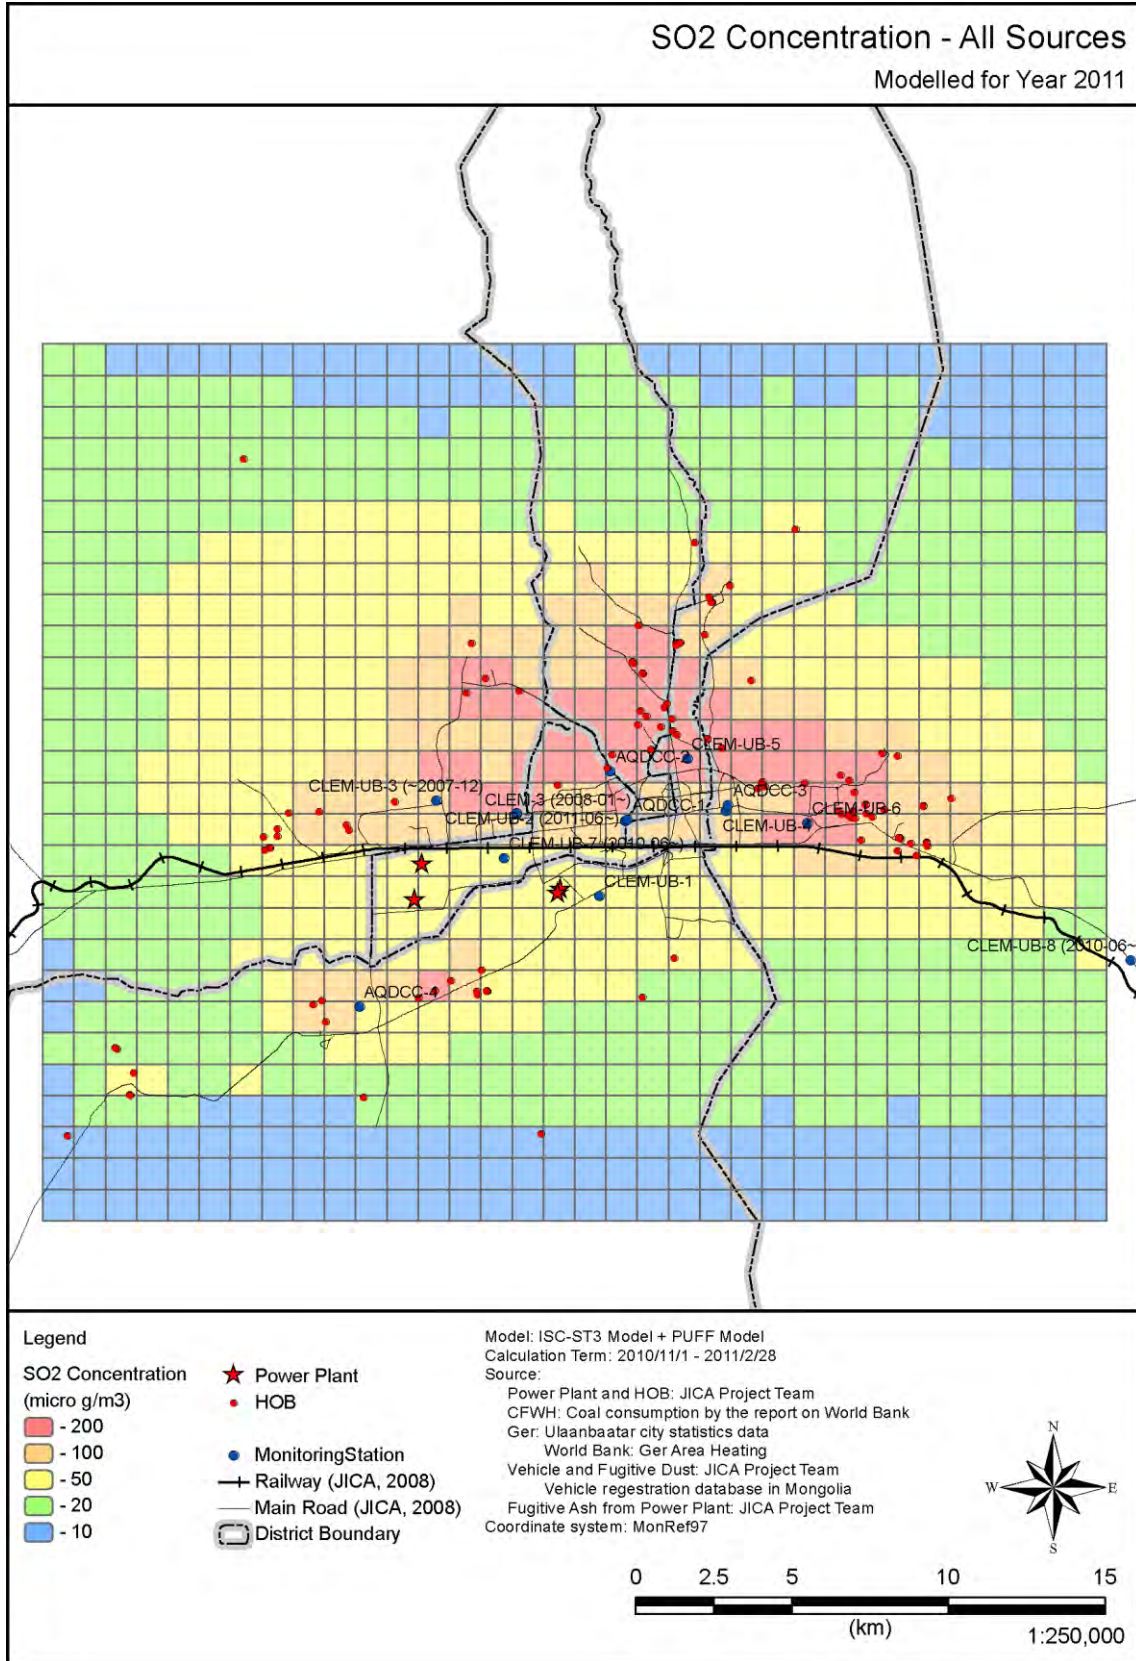 SO2 Concentration - All Sources
Modelled for Year 2011
CLEM-UB-5
AQDCC-2
CLEM-UB-3 (~2007-12)
CLEM-3 (2008-01~)
AQDCC-1
AQDCC-3
CLEM-UB-6
CLEM-UB-2 (2011-06~)
CLEM-UB-4
CLEM-UB-7 (2010-06~)
CLEM-UB-1
CLEM-UB-8 (2010-06~
AQDCC-4
Legend
SO2 Concentration
(micro g/m3)
- 200
- 100
- 50
- 20
- 10
Power Plant
HOB
MonitoringStation
Railway (JICA, 2008)
Main Road (JICA, 2008)
District Boundary
Model: ISC-ST3 Model + PUFF Model
Calculation Term: 2010/11/1 - 2011/2/28
Source:
Power Plant and HOB: JICA Project Team
CFWH: Coal consumption by the report on World Bank
Ger: Ulaanbaatar city statistics data
World Bank: Ger Area Heating
Vehicle and Fugitive Dust: JICA Project Team
Vehicle regestration database in Mongolia
Fugitive Ash from Power Plant: JICA Project Team
Coordinate system: MonRef97
N
W E
S
0 2.5 5 10 15
(km)
1:250,000